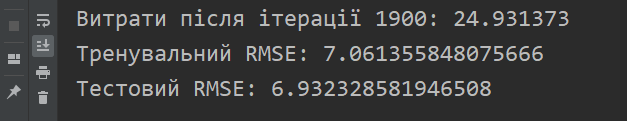 Витрати після ітерації 1900: 24.931373
Тренувальний RMSE: 7.061355848075666
Тестовий RMSE: 6.932328581946508